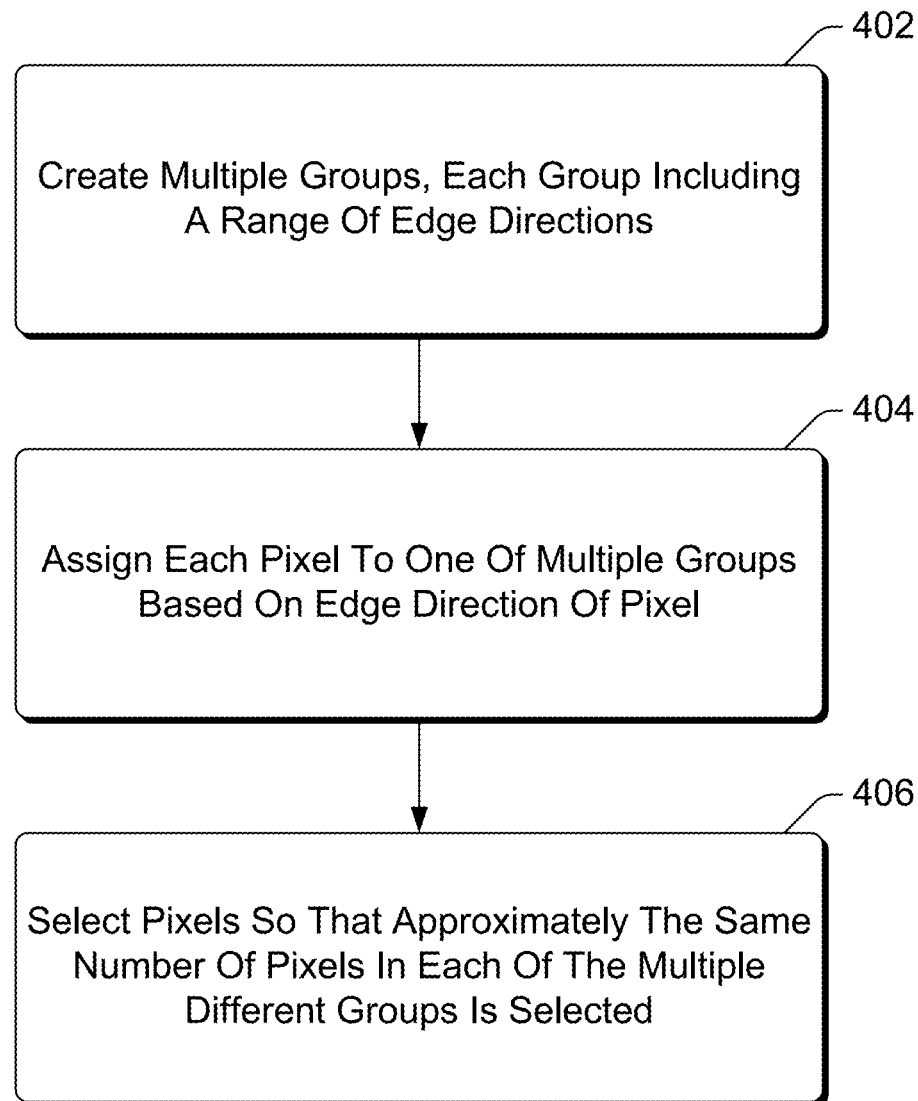 402
Create Multiple Groups, Each Group Including
A Range Of Edge Directions
404
Assign Each Pixel To One Of Multiple Groups
Based On Edge Direction Of Pixel
406
Select Pixels So That Approximately The Same
Number Of Pixels In Each Of The Multiple
Different Groups Is Selected